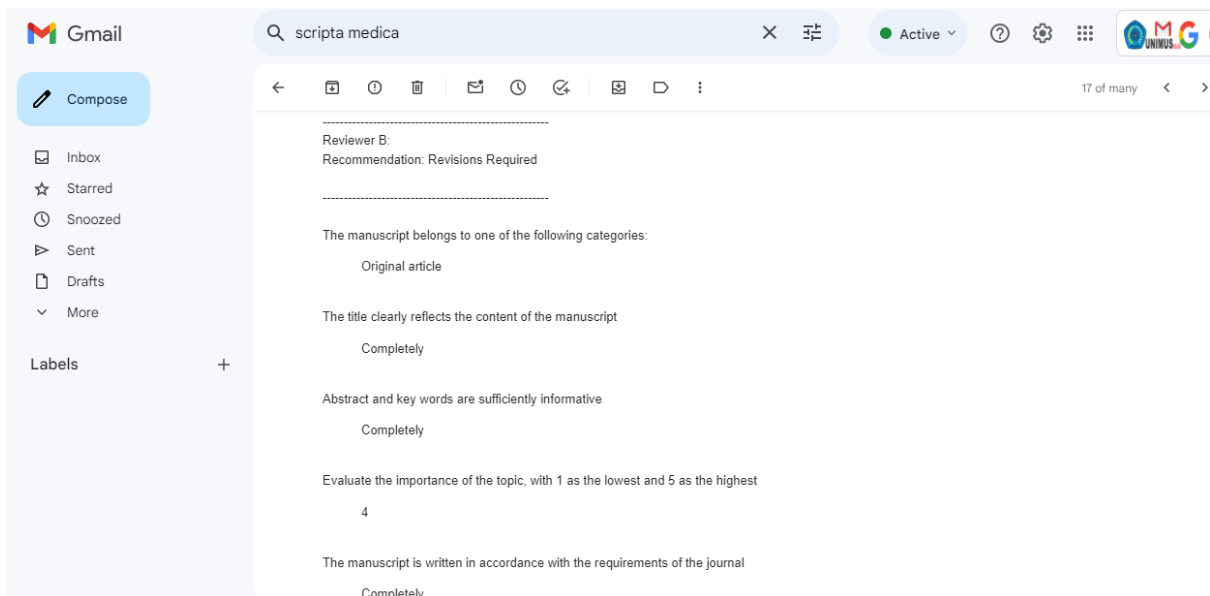 Gmail
scripta medica
Active
UNIMUS
Compose
17 of many
Inbox
Starred
Snoozed
Sent
Drafts
More
Labels
------------------------------------------------------
Reviewer B:
Recommendation: Revisions Required
------------------------------------------------------
The manuscript belongs to one of the following categories:
Original article
The title clearly reflects the content of the manuscript
Completely
Abstract and key words are sufficiently informative
Completely
Evaluate the importance of the topic, with 1 as the lowest and 5 as the highest
4
The manuscript is written in accordance with the requirements of the journal
Completely